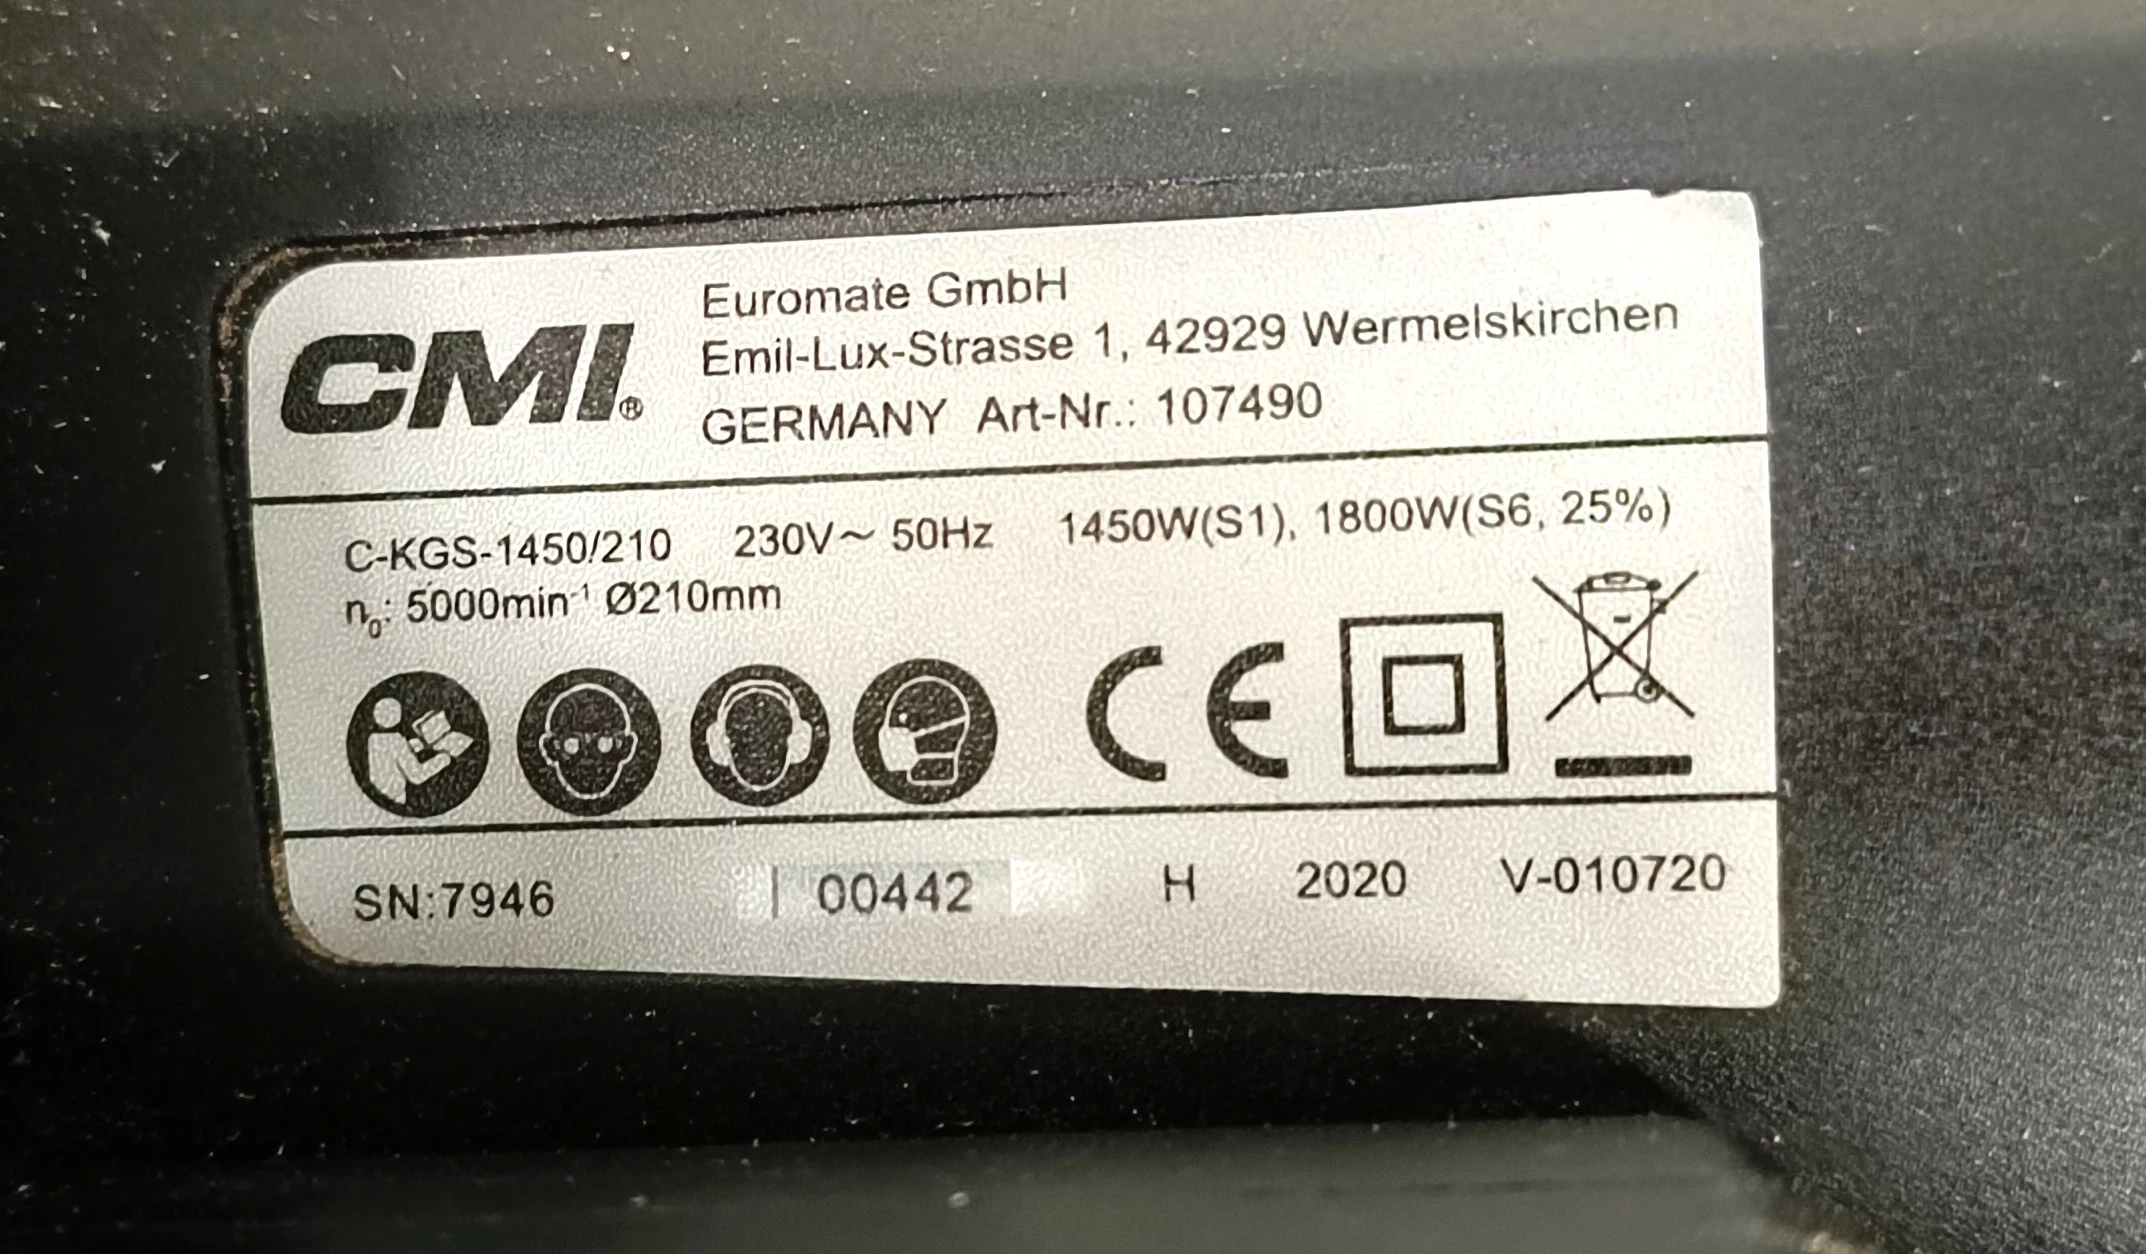 CMI®
Euromate GmbH
Emil-Lux-Strasse 1, 42929 Wermelskirchen
GERMANY Art-Nr.: 107490
C-KGS-1450/210 230V~ 50Hz 1450W(S1), 1800W(S6, 25%)
n₀: 5000min⁻¹ Ø210mm
CE
SN:7946 | 00442 H 2020 V-010720